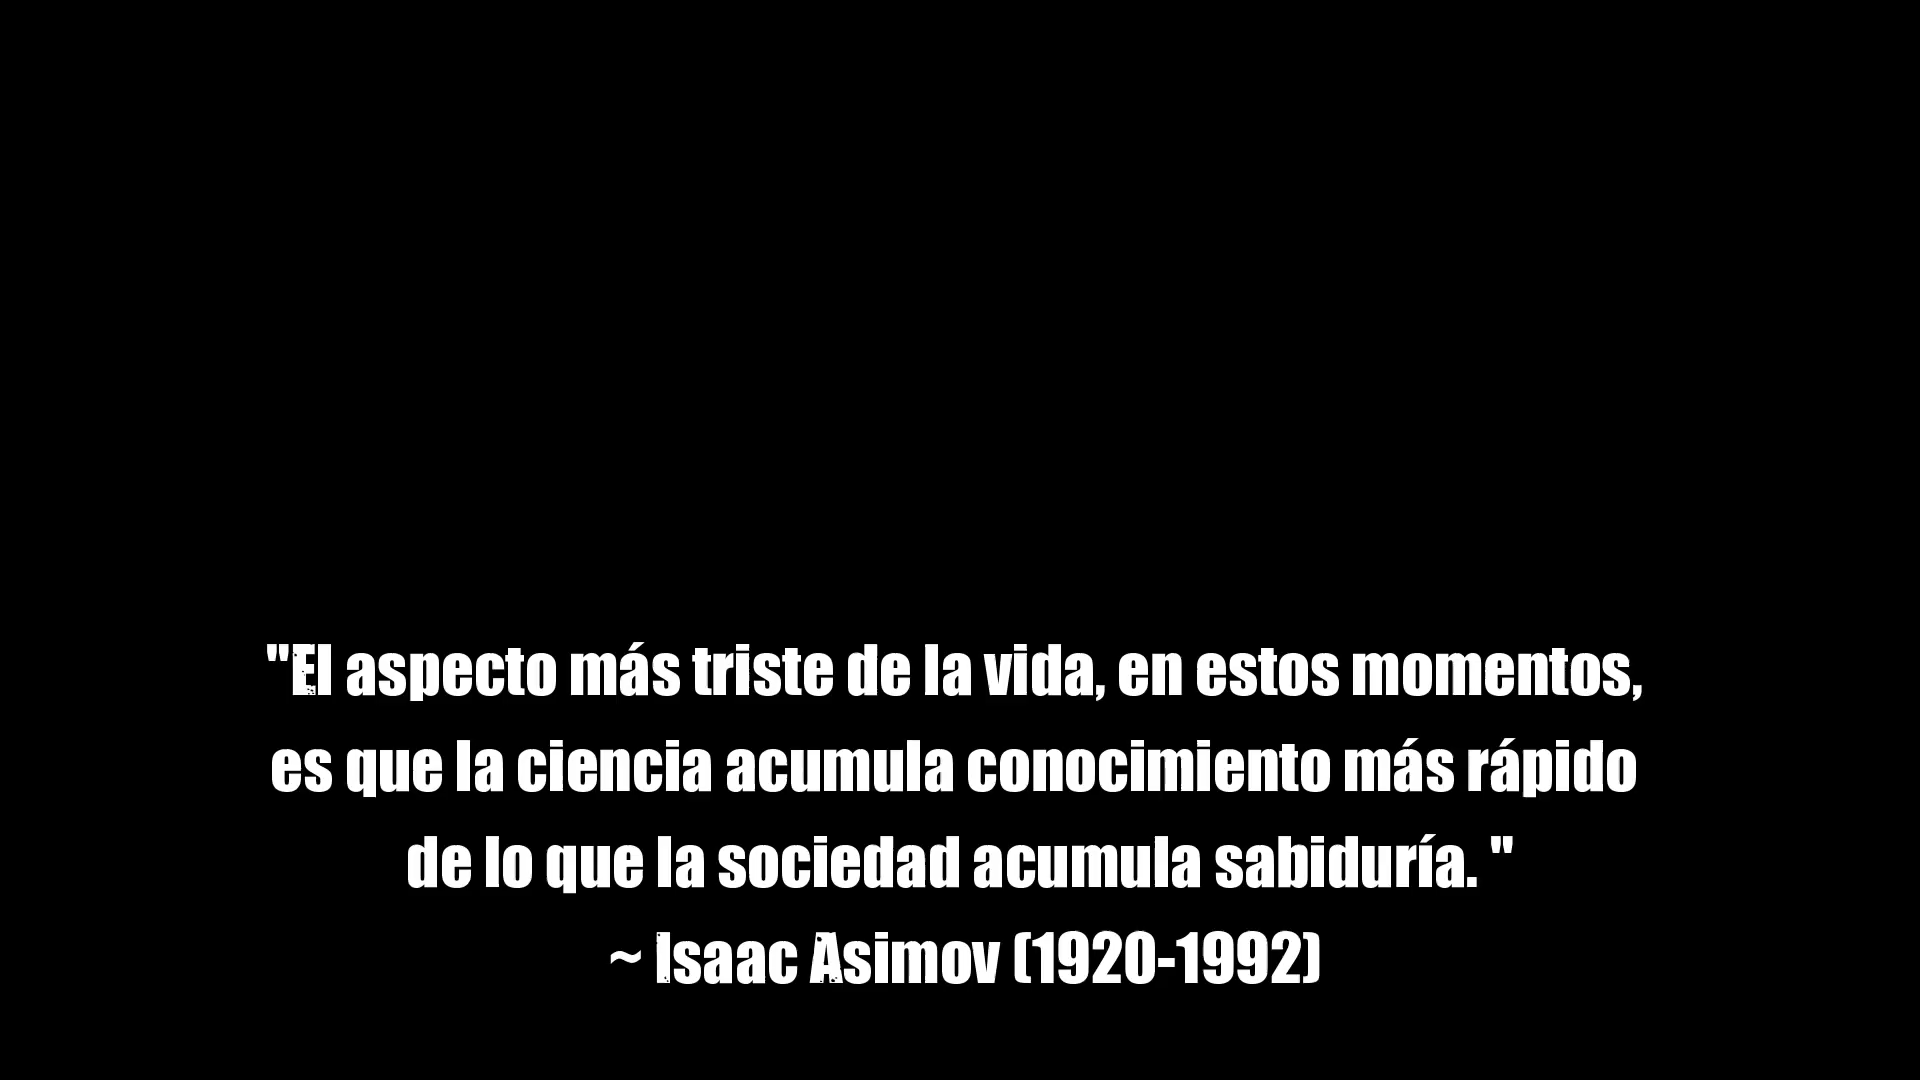 "El aspecto más triste de la vida, en estos momentos,
es que la ciencia acumula conocimiento más rápido
de lo que la sociedad acumula sabiduría. "
~ Isaac Asimov (1920-1992)